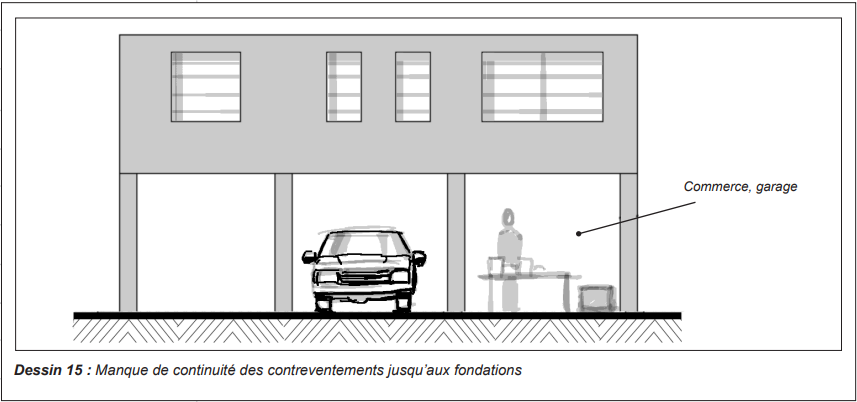 Commerce, garage
Dessin 15 : Manque de continuité des contreventements jusqu’aux fondations